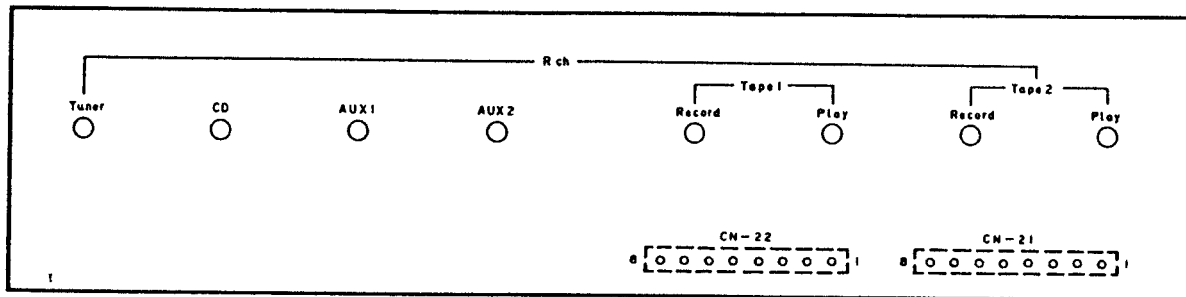 R ch
Tape 1
Tape 2
Tuner CD AUX 1 AUX 2 Record Play Record Play
CN-22 CN-21
8 1 8 1